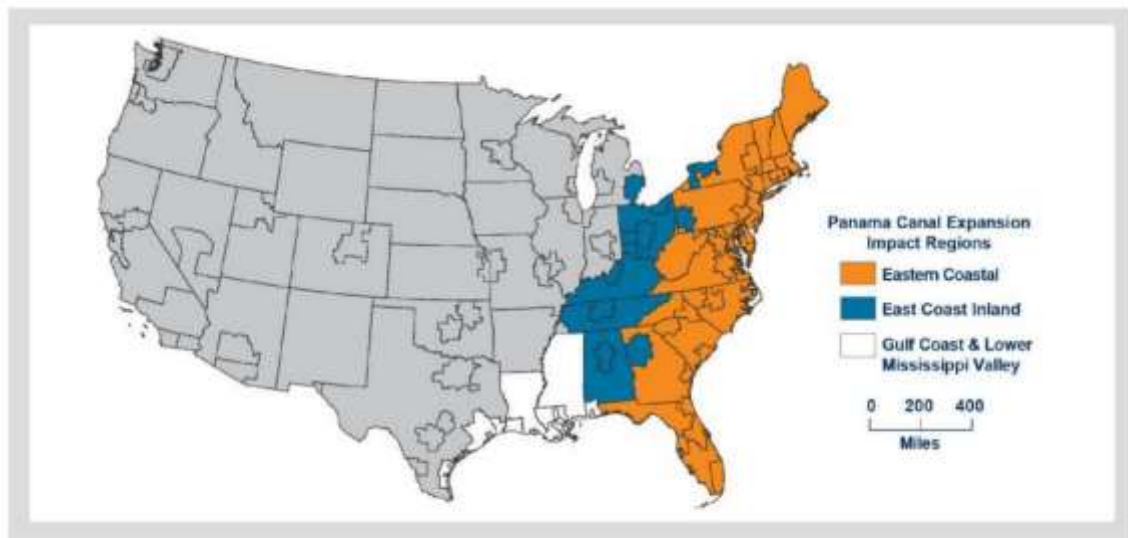 Panama Canal Expansion
Impact Regions
Eastern Coastal
East Coast Inland
Gulf Coast & Lower
Mississippi Valley
0 200 400
Miles